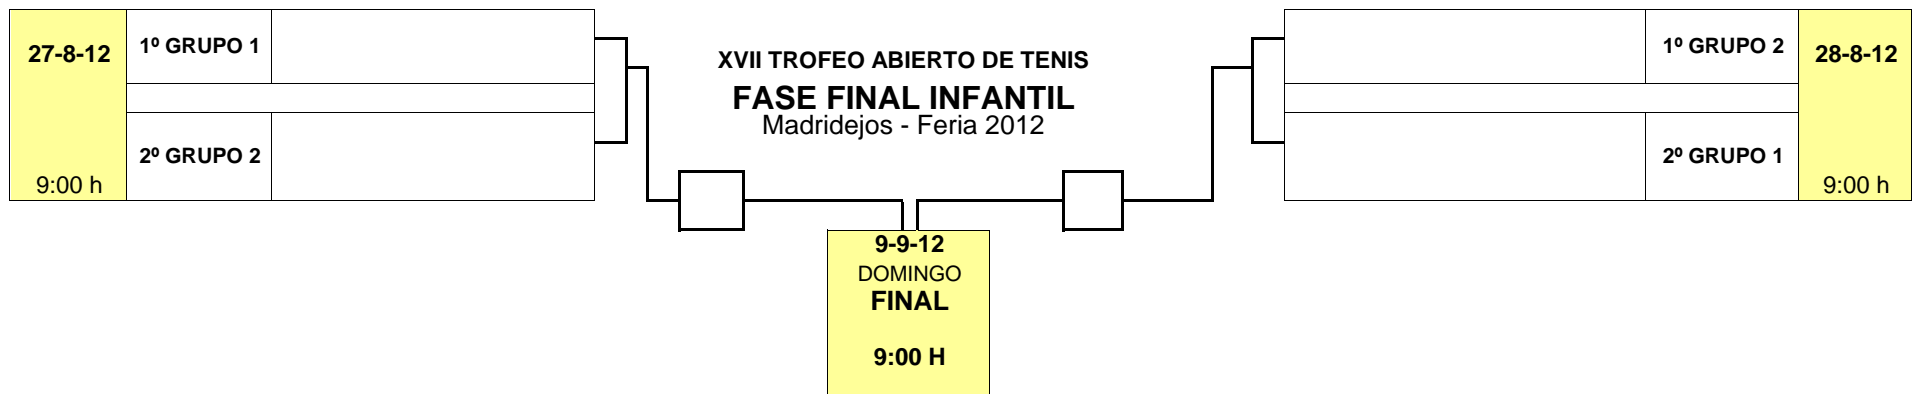 27-8-12
1º GRUPO 1
2º GRUPO 2
9:00 h
XVII TROFEO ABIERTO DE TENIS
FASE FINAL INFANTIL
Madridejos - Feria 2012
1º GRUPO 2
28-8-12
2º GRUPO 1
9:00 h
9-9-12
DOMINGO
FINAL
9:00 H